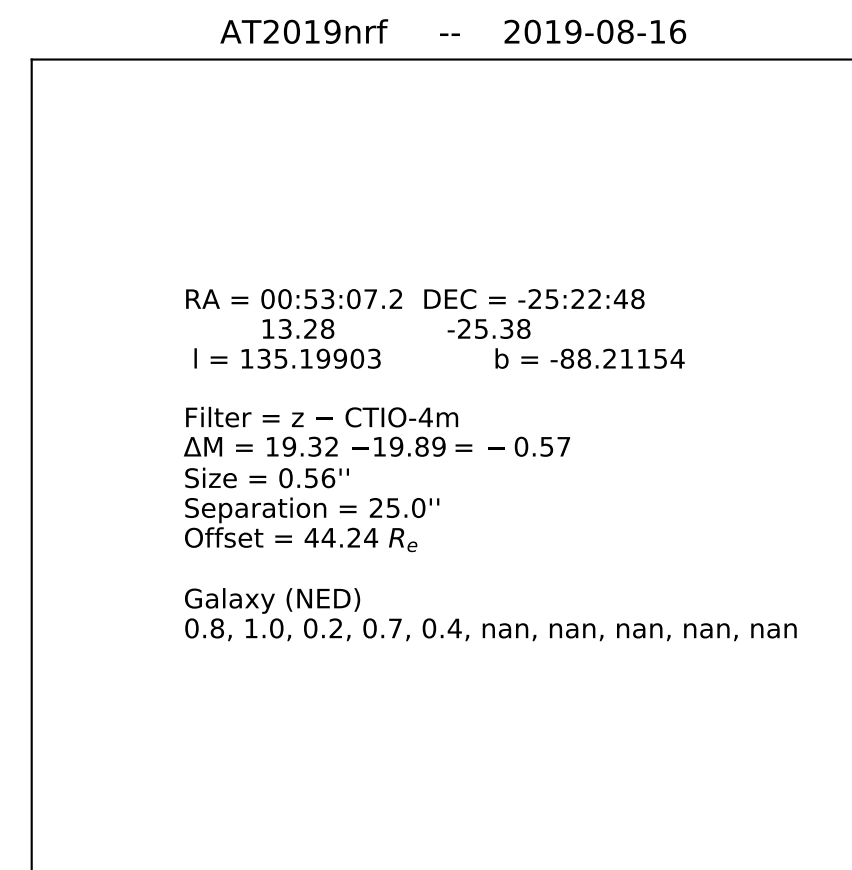 AT2019nrf -- 2019-08-16
RA = 00:53:07.2 DEC = -25:22:48
13.28 -25.38
l = 135.19903 b = -88.21154
Filter = z − CTIO-4m
ΔM = 19.32 −19.89 = − 0.57
Size = 0.56''
Separation = 25.0''
Offset = 44.24 Re
Galaxy (NED)
0.8, 1.0, 0.2, 0.7, 0.4, nan, nan, nan, nan, nan